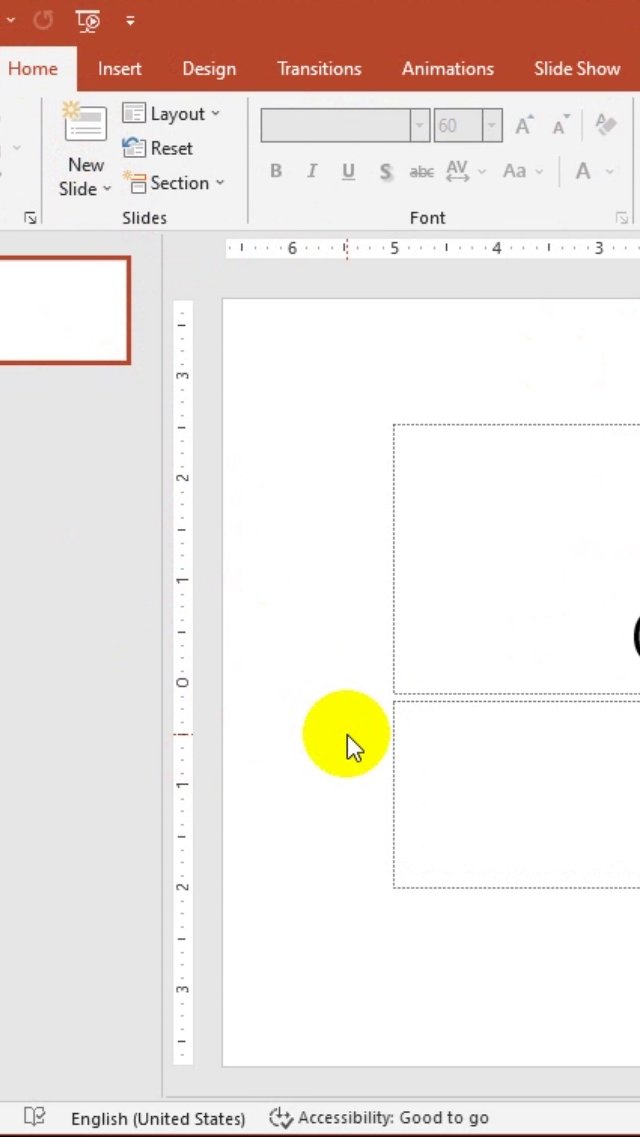 Home Insert Design Transitions Animations Slide Show
Layout
60
Reset
New
Slide
Section
B I U S abc AV Aa A
Slides Font
6 5 4 3
3
2
1
0
1
2
3
English (United States) Accessibility: Good to go